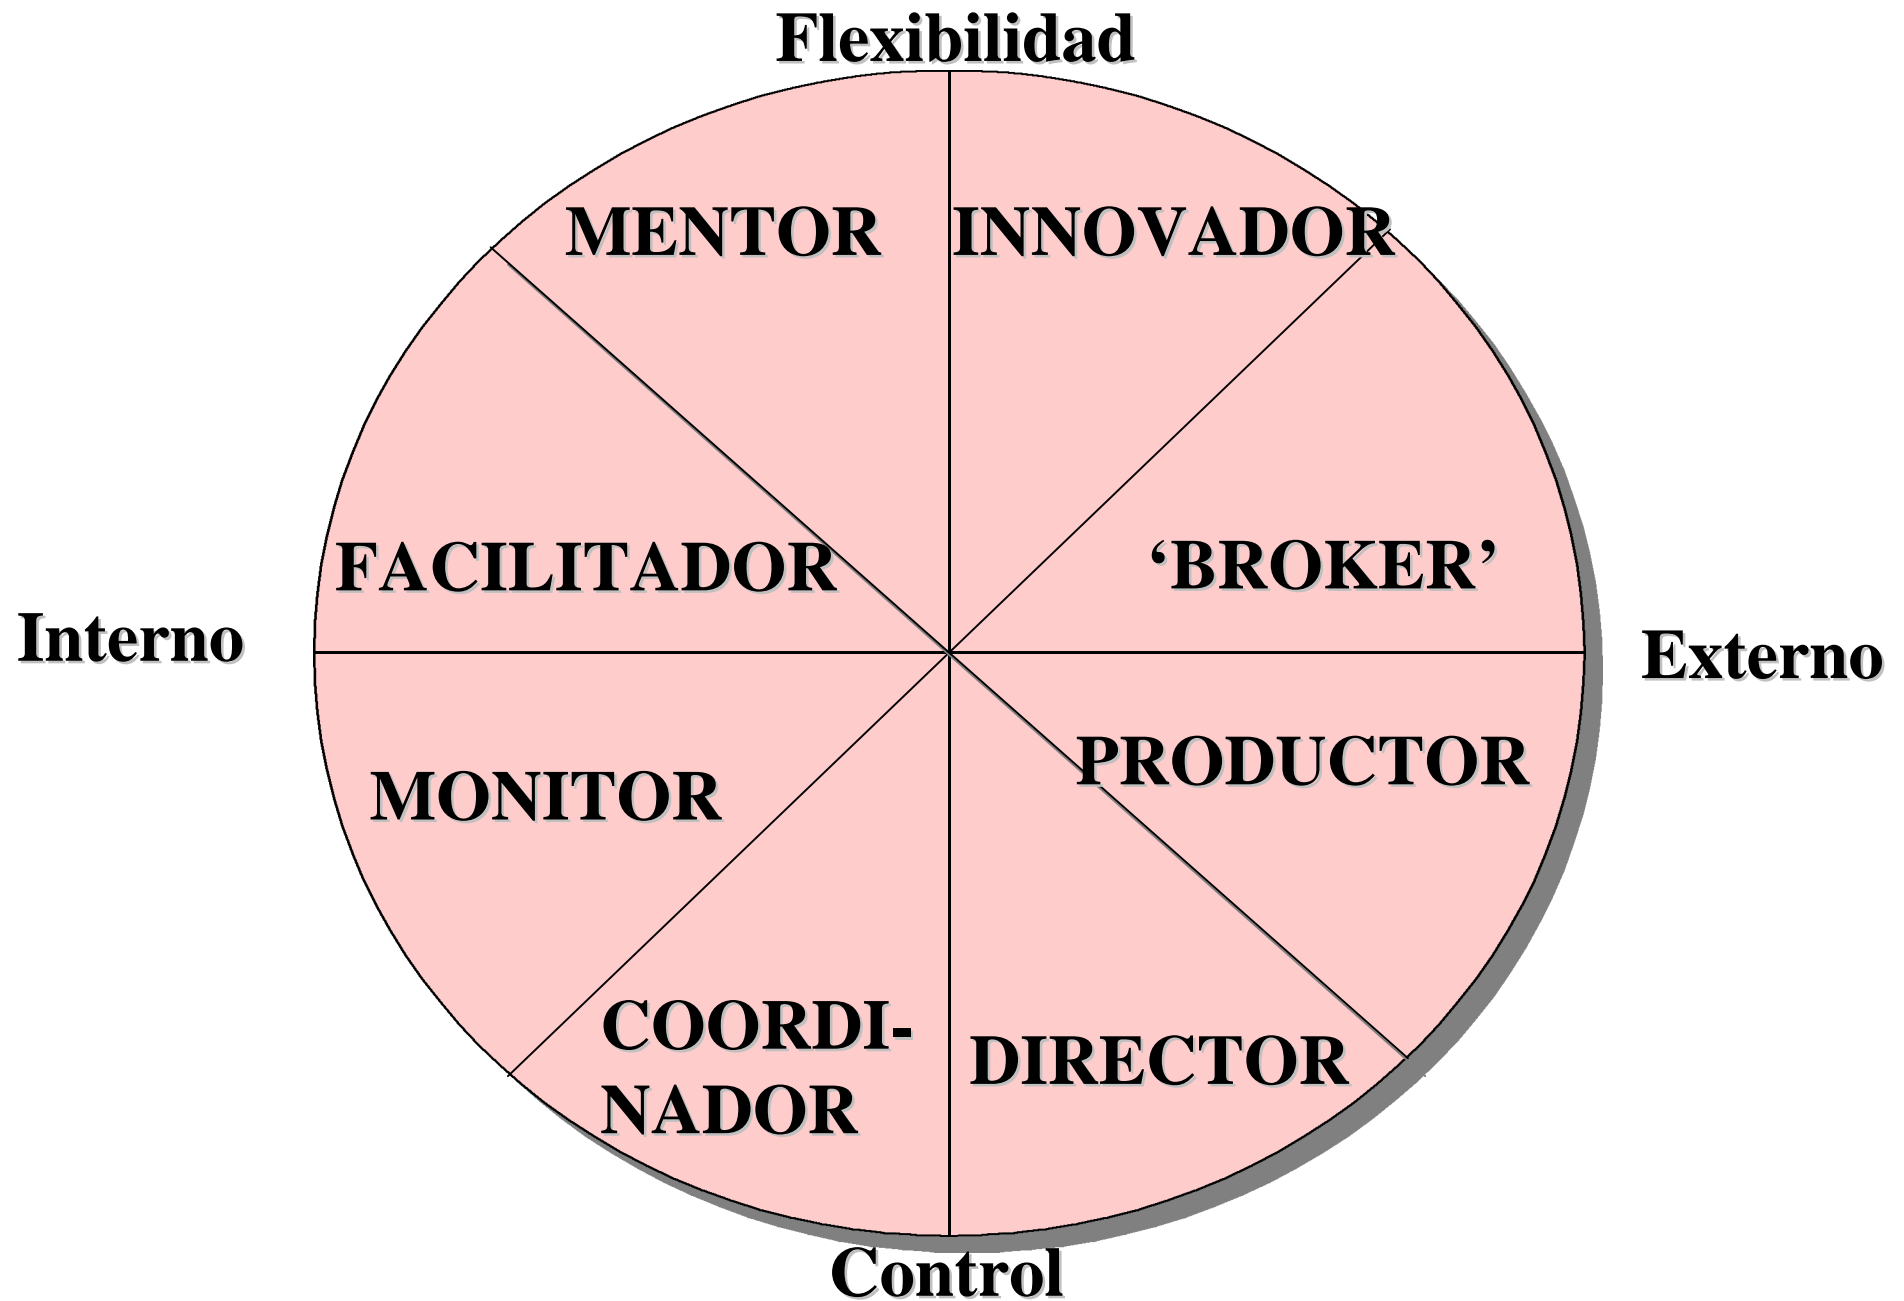 Flexibilidad
MENTOR
INNOVADOR
FACILITADOR
‘BROKER’
Interno
Externo
MONITOR
PRODUCTOR
COORDI-
NADOR
DIRECTOR
Control